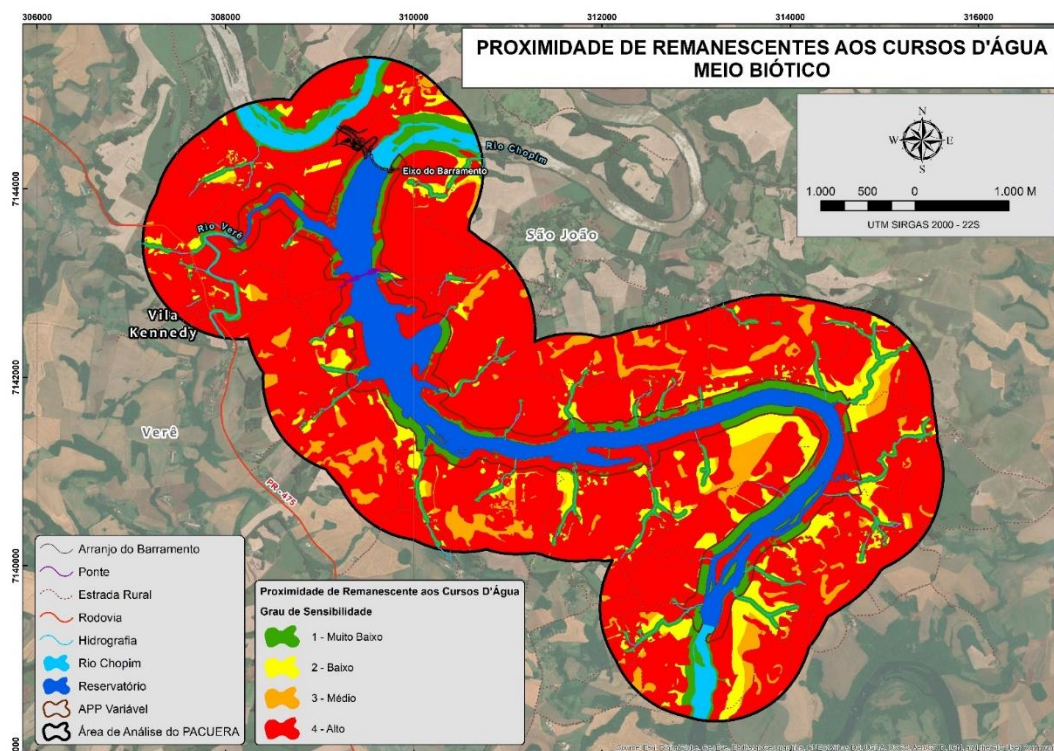 306000
308000
310000
312000
314000
316000
PROXIMIDADE DE REMANESCENTES AOS CURSOS D'ÁGUA
MEIO BIÓTICO
N
W E
S
1.000 500 0 1.000 M
UTM SIRGAS 2000 - 22S
7144000
7142000
7140000
Rio Chopim
Eixo do Barramento
Rio Verê
São João
Vila
Kennedy
Verê
PR-475
Arranjo do Barramento
Ponte
Estrada Rural
Rodovia
Hidrografia
Rio Chopim
Reservatório
APP Variável
Área de Análise do PACUERA
Proximidade de Remanescente aos Cursos D'Água
Grau de Sensibilidade
1 - Muito Baixo
2 - Baixo
3 - Médio
4 - Alto